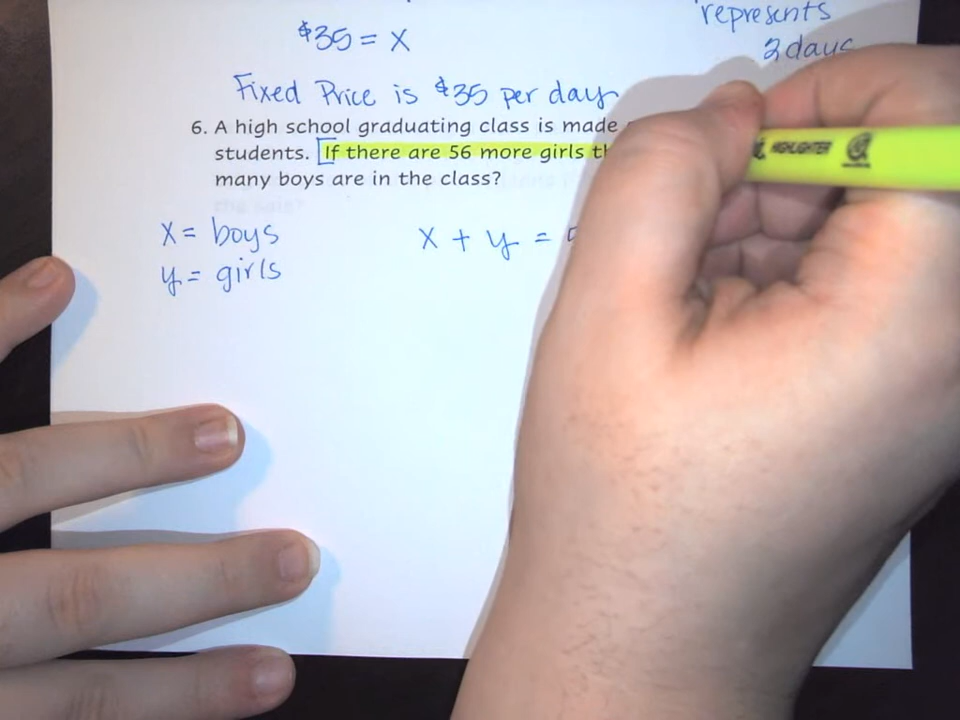 represents
$35 = x
2 days
Fixed Price is $35 per day
6. A high school graduating class is made
students. If there are 56 more girls
many boys are in the class?
x = boys
x + y =
y = girls
HIGHLIGHTER